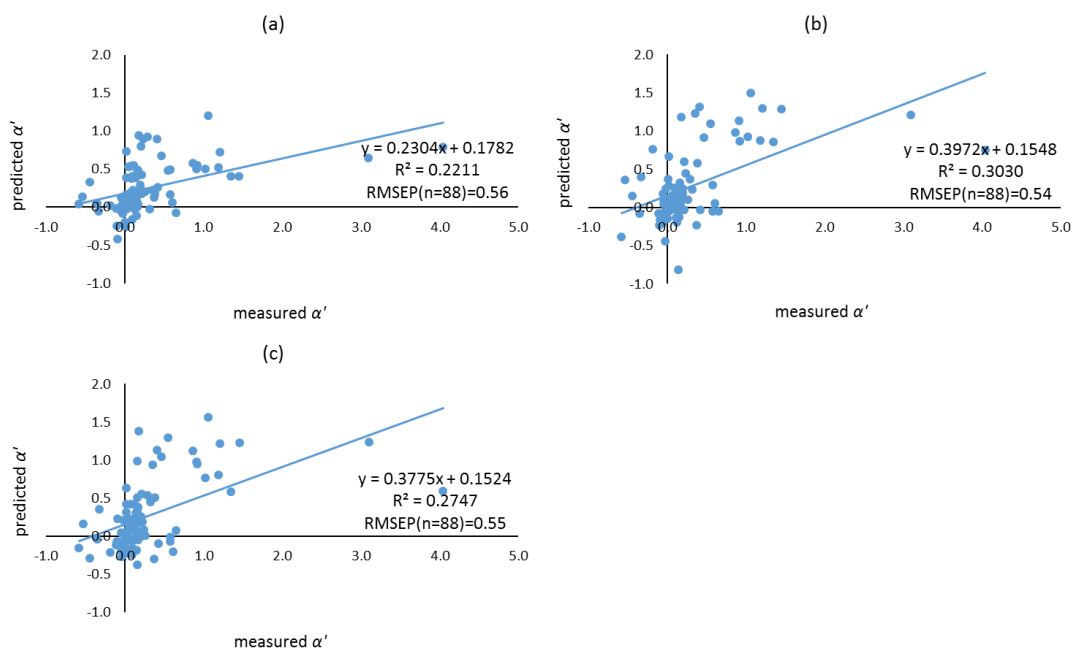 (a)
2.0
1.5
1.0
0.5
0.0
-0.5
-1.0
-1.0 0.0 1.0 2.0 3.0 4.0 5.0
predicted α′
measured α′
y = 0.2304x + 0.1782
R² = 0.2211
RMSEP(n=88)=0.56
(b)
2.0
1.5
1.0
0.5
0.0
-0.5
-1.0
-1.0 0.0 1.0 2.0 3.0 4.0 5.0
predicted α′
measured α′
y = 0.3972x + 0.1548
R² = 0.3030
RMSEP(n=88)=0.54
(c)
2.0
1.5
1.0
0.5
0.0
-0.5
-1.0
-1.0 0.0 1.0 2.0 3.0 4.0 5.0
predicted α′
measured α′
y = 0.3775x + 0.1524
R² = 0.2747
RMSEP(n=88)=0.55